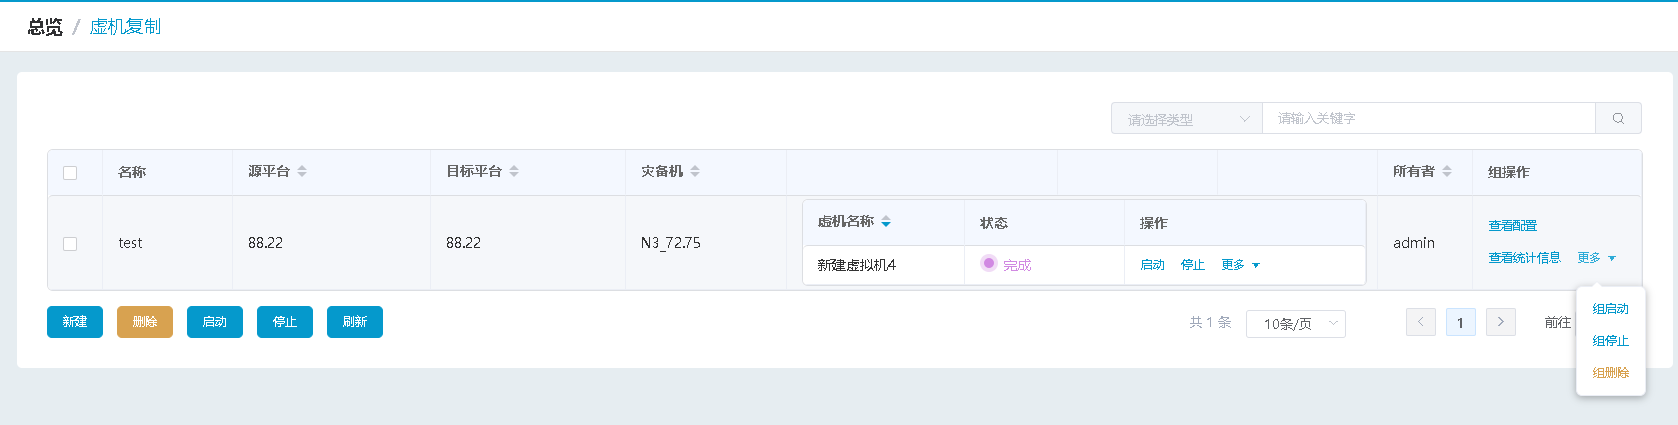 总览 / 虚机复制
请选择类型 请输入关键字
名称 源平台 目标平台 灾备机 所有者 组操作
虚机名称 状态 操作
test 88.22 88.22 N3_72.75 admin
新建虚拟机4 完成 启动 停止 更多
查看配置
查看统计信息 更多
组启动
组停止
组删除
新建 删除 启动 停止 刷新
共 1 条 10条/页 1 前往